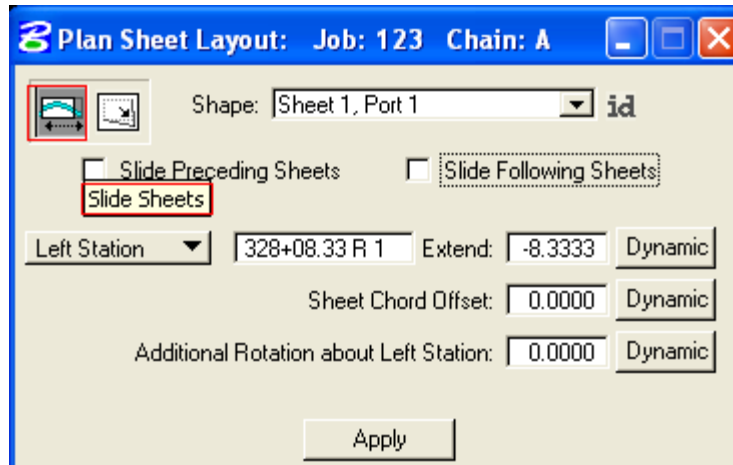 Plan Sheet Layout: Job: 123 Chain: A
Shape: Sheet 1, Port 1 id
Slide Preceding Sheets Slide Following Sheets
Slide Sheets
Left Station 328+08.33 R 1 Extend: -8.3333 Dynamic
Sheet Chord Offset: 0.0000 Dynamic
Additional Rotation about Left Station: 0.0000 Dynamic
Apply